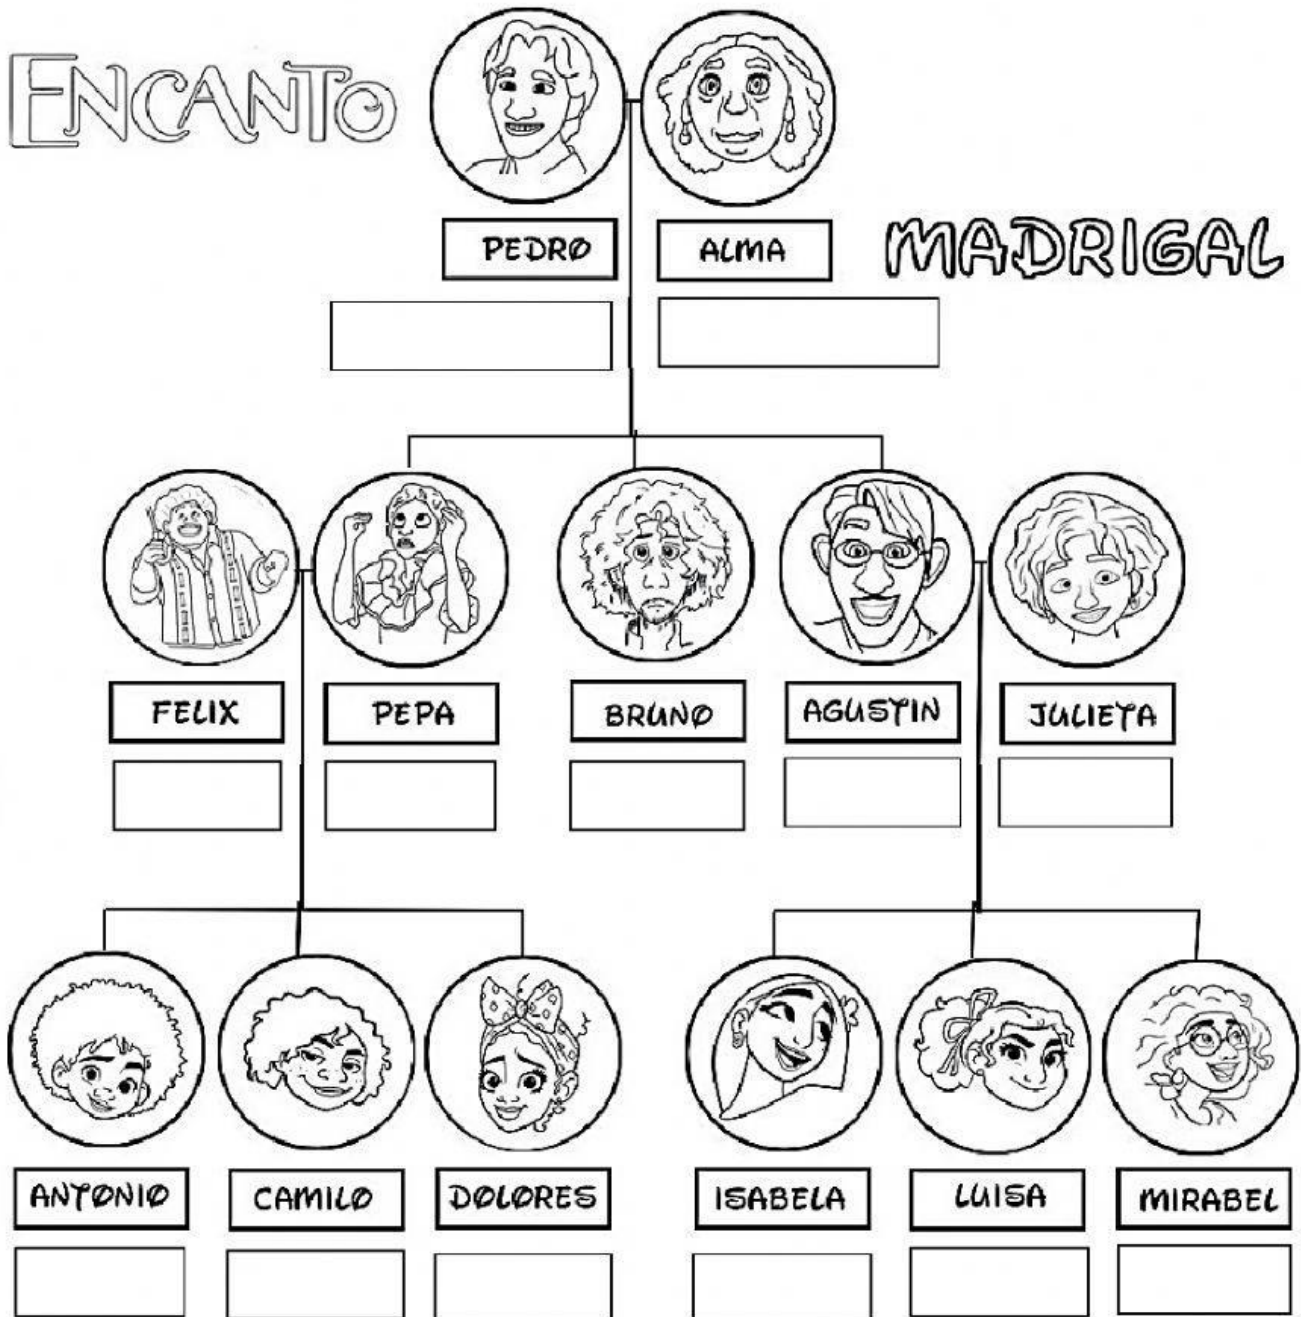 ENCANTO
PEDRO ALMA
MADRIGAL
FELIX PEPA BRUNO AGUSTIN JULIETA
ANTONIO CAMILO DOLORES ISABELA LUISA MIRABEL